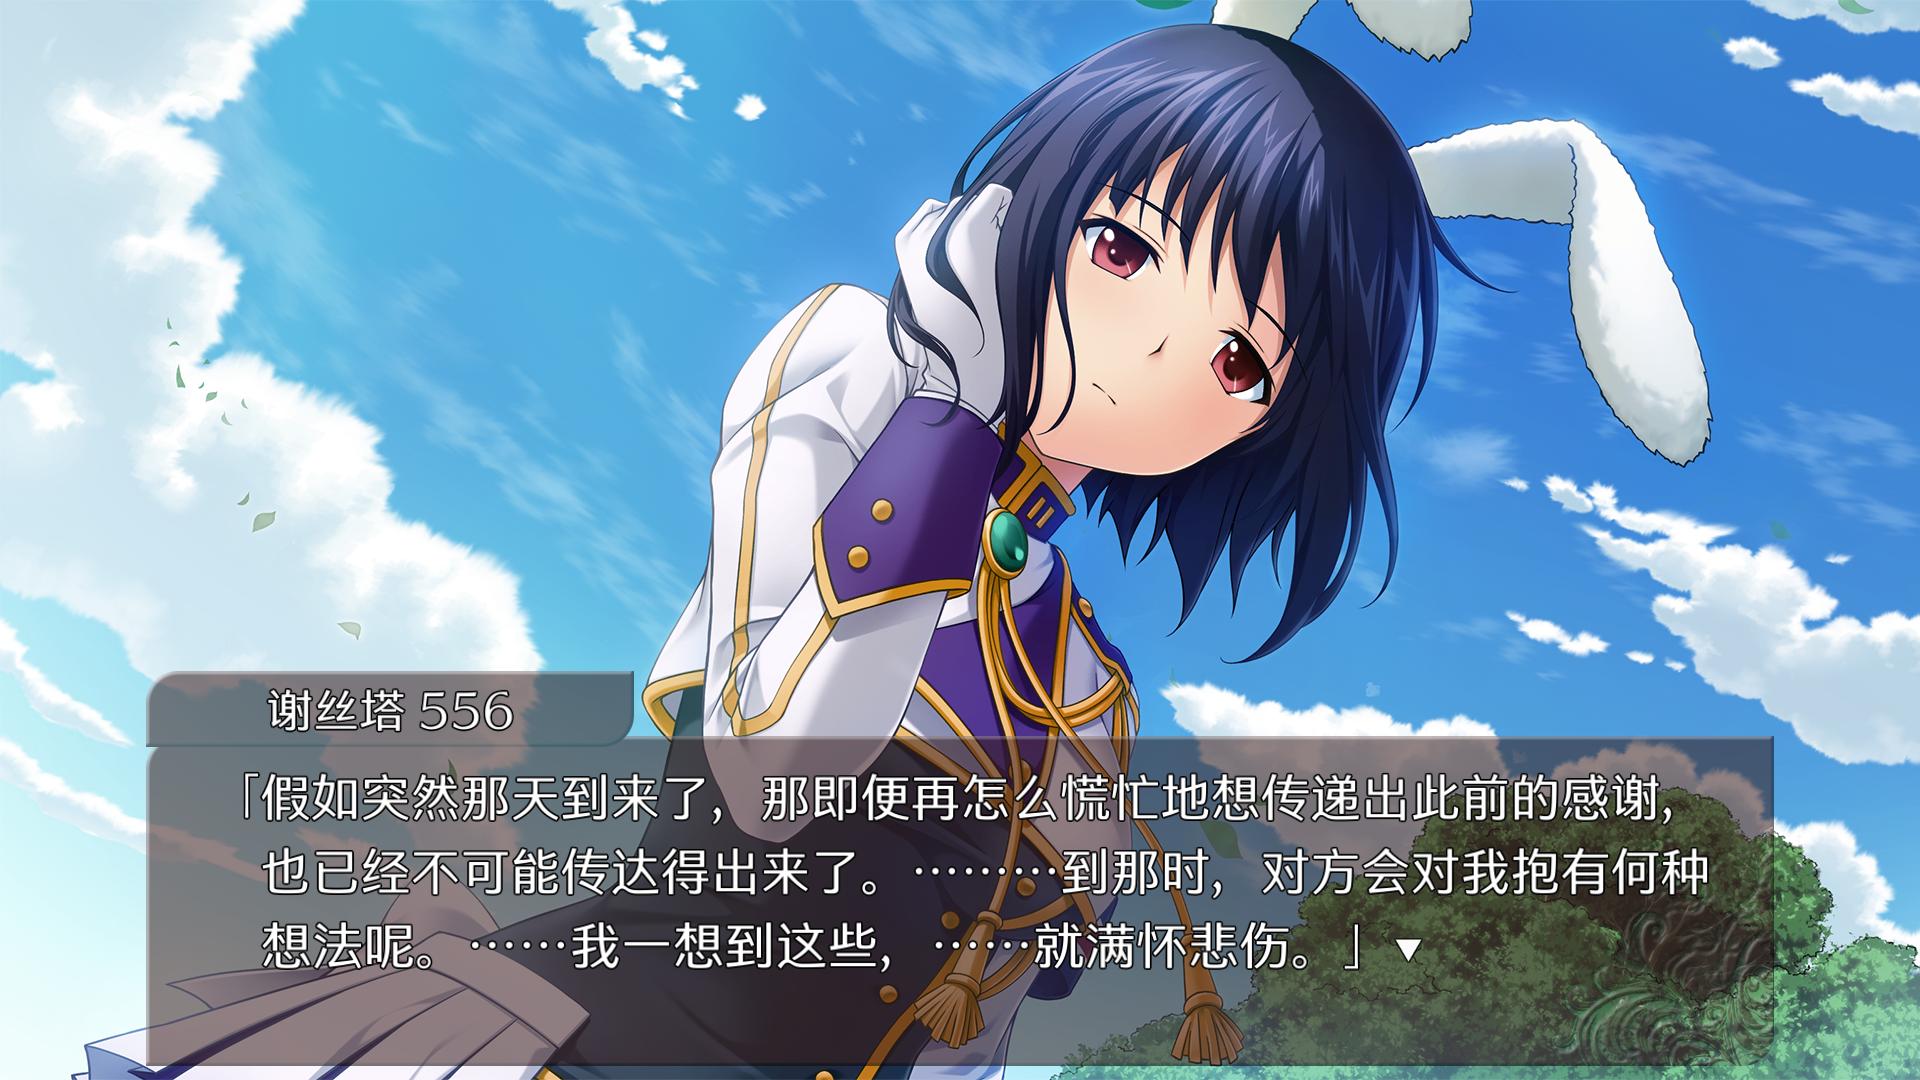 谢丝塔 556
「假如突然那天到来了，那即便再怎么慌忙地想传递出此前的感谢，
也已经不可能传达得出来了。………到那时，对方会对我抱有何种
想法呢。……我一想到这些，……就满怀悲伤。」